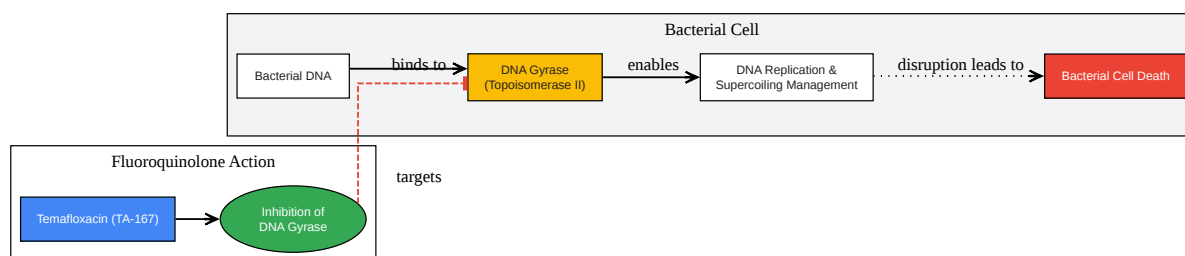 Bacterial Cell
Bacterial DNA
binds to
DNA Gyrase
(Topoisomerase II)
enables
DNA Replication &
Supercoiling Management
disruption leads to
Bacterial Cell Death
Fluoroquinolone Action
targets
Temafloxacin (TA-167)
Inhibition of
DNA Gyrase